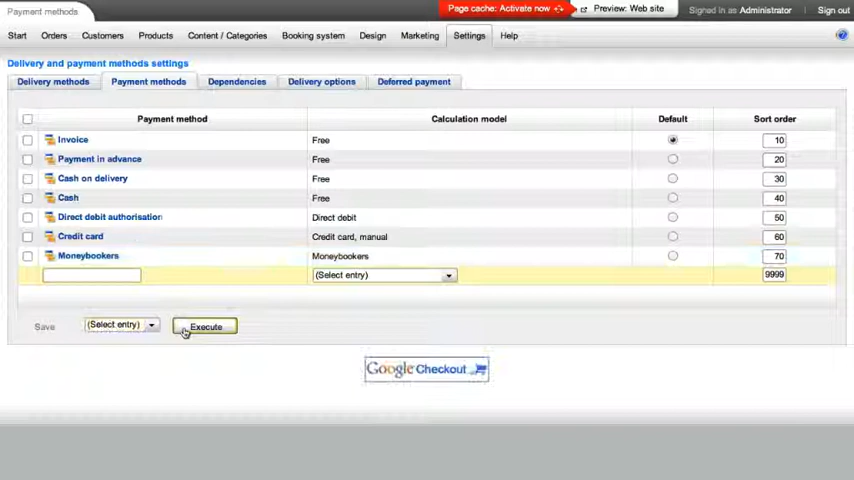 Payment methods
Page cache: Activate now
Preview: Web site
Signed in as Administrator
Sign out
Start Orders Customers Products Content / Categories Booking system Design Marketing Settings Help
Delivery and payment methods settings
Delivery methods Payment methods Dependencies Delivery options Deferred payment
Payment method Calculation model Default Sort order
Invoice Free 10
Payment in advance Free 20
Cash on delivery Free 30
Cash Free 40
Direct debit authorisation Direct debit 50
Credit card Credit card, manual 60
Moneybookers Moneybookers 70
(Select entry) 9999
Save (Select entry) Execute
Google Checkout